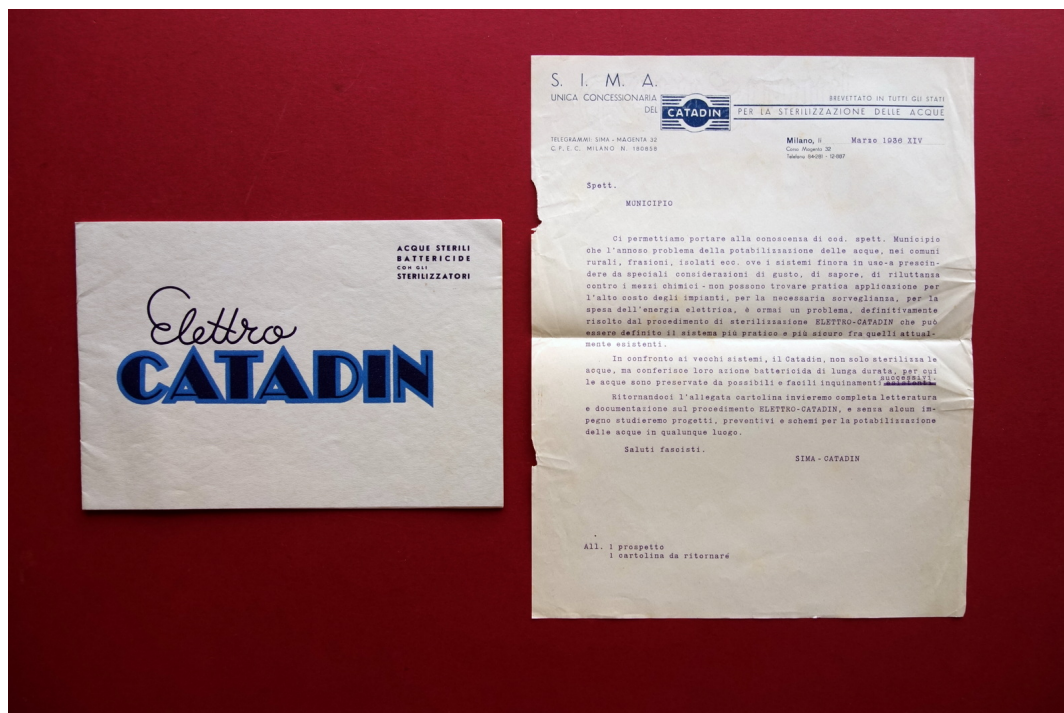 ACQUE STERILI
BATTERICIDE
CON GLI
STERILIZZATORI
Elettro
CATADIN
S. I. M. A.
UNICA CONCESSIONARIA
DEL
CATADIN
BREVETTATO IN TUTTI GLI STATI
PER LA STERILIZZAZIONE DELLE ACQUE
TELEGRAMMI: SIMA - MAGENTA 32
C. P. E. C. MILANO N. 180858
Milano, li Marzo 1936 XIV
Corso Magenta 32
Telefono 84-081 - 12-887
Spett.
MUNICIPIO
Ci permettiamo portare alla conoscenza di cod. spett. Municipio
che l'annoso problema della potabilizzazione delle acque, nei comuni
rurali, frazioni, isolati ecc. ove i sistemi finora in uso-a prescin-
dere da speciali considerazioni di gusto, di sapore, di riluttanza
contro i mezzi chimici - non possono trovare pratica applicazione per
l'alto costo degli impianti, per la necessaria sorveglianza, per la
spesa dell'energia elettrica, è ormai un problema, definitivamente
risolto dal procedimento di sterilizzazione ELETTRO-CATADIN che può
essere definito il sistema più pratico e più sicuro fra quelli attual-
mente esistenti.
In confronto ai vecchi sistemi, il Catadin, non solo sterilizza le
acque, ma conferisce loro azione battericida di lunga durata, per cui
successivi.
le acque sono preservate da possibili e facili inquinamenti
Ritornandoci l'allegata cartolina invieremo completa letteratura
e documentazione sul procedimento ELETTRO-CATADIN, e senza alcun im-
pegno studieremo progetti, preventivi e schemi per la potabilizzazione
delle acque in qualunque luogo.
Saluti fascisti.
SIMA - CATADIN
All. 1 prospetto
1 cartolina da ritornare